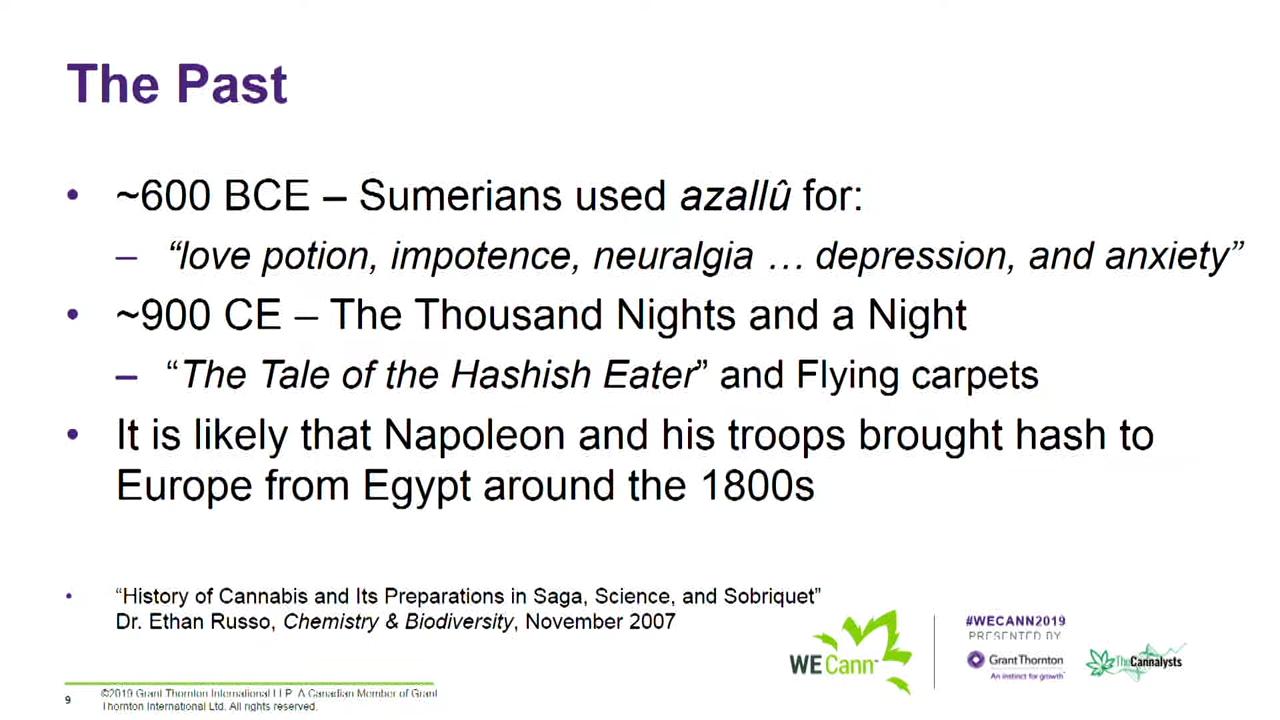 The Past
• ~600 BCE – Sumerians used azallû for:
– “love potion, impotence, neuralgia … depression, and anxiety”
• ~900 CE – The Thousand Nights and a Night
– “The Tale of the Hashish Eater” and Flying carpets
• It is likely that Napoleon and his troops brought hash to
Europe from Egypt around the 1800s
• “History of Cannabis and Its Preparations in Saga, Science, and Sobriquet”
Dr. Ethan Russo, Chemistry & Biodiversity, November 2007
WE Cann™
#WECANN2019
PRESENTED BY
Grant Thornton
An instinct for growth™
TheCannalysts
9
©2019 Grant Thornton International LLP. A Canadian Member of Grant
Thornton International Ltd. All rights reserved.